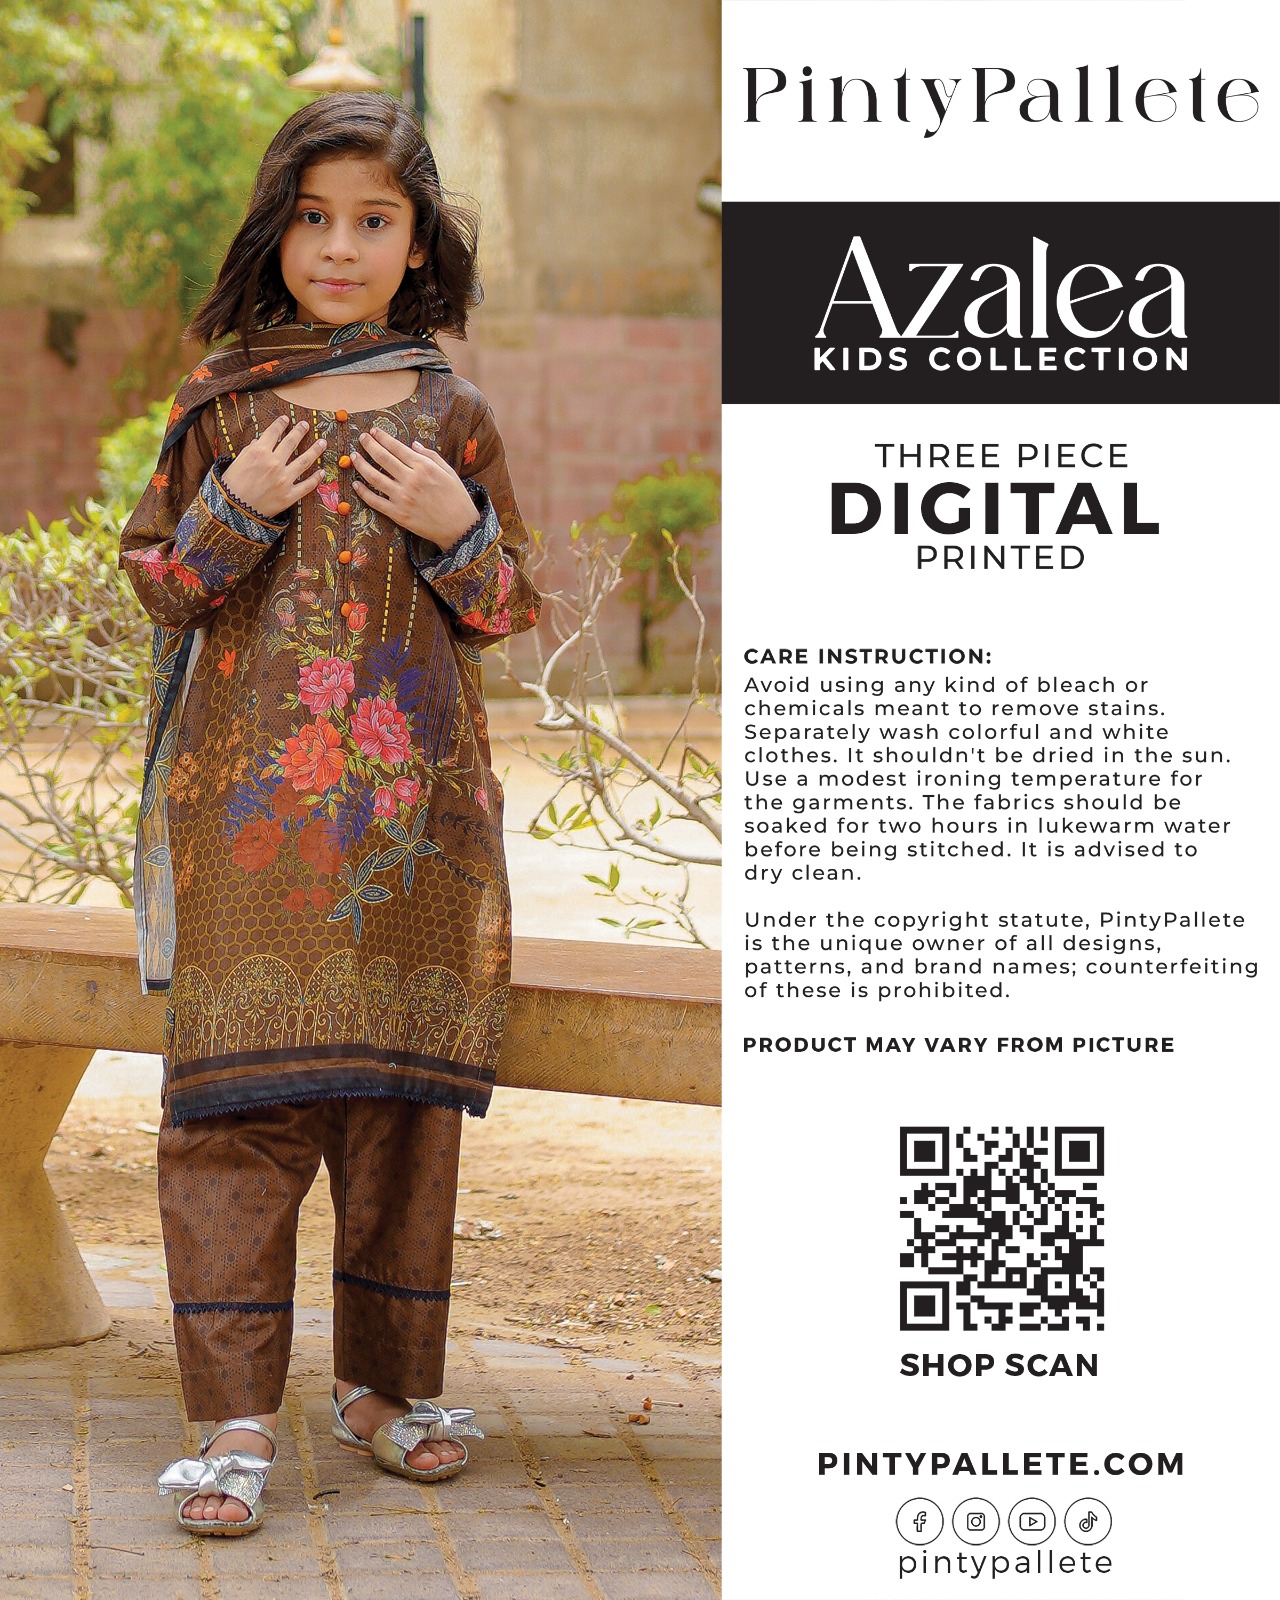 PintyPallete
Azalea
KIDS COLLECTION
THREE PIECE
DIGITAL
PRINTED
CARE INSTRUCTION:
Avoid using any kind of bleach or
chemicals meant to remove stains.
Separately wash colorful and white
clothes. It shouldn't be dried in the sun.
Use a modest ironing temperature for
the garments. The fabrics should be
soaked for two hours in lukewarm water
before being stitched. It is advised to
dry clean.
Under the copyright statute, PintyPallete
is the unique owner of all designs,
patterns, and brand names; counterfeiting
of these is prohibited.
PRODUCT MAY VARY FROM PICTURE
SHOP SCAN
PINTYPALLETE.COM
pintypallete